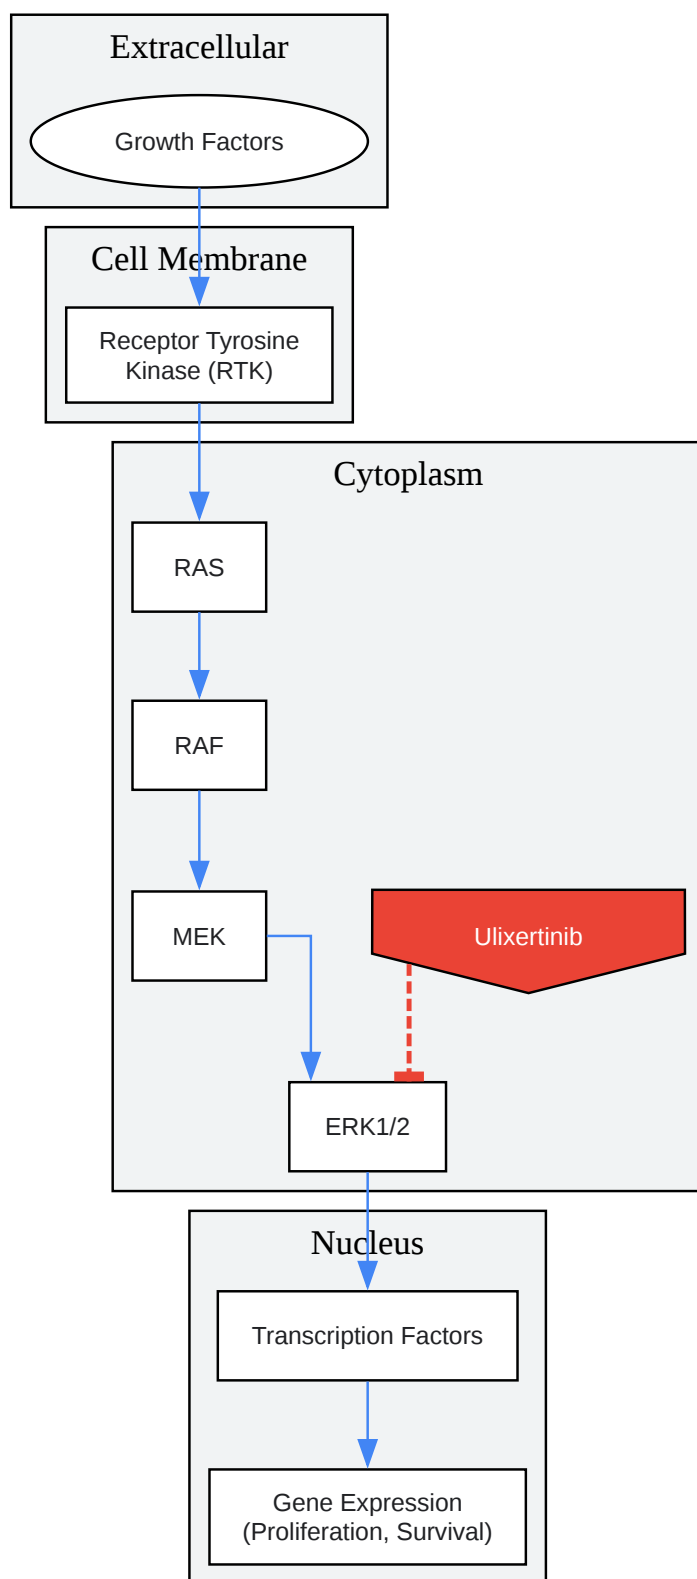 Extracellular
Growth Factors
Cell Membrane
Receptor Tyrosine
Kinase (RTK)
Cytoplasm
RAS
RAF
MEK
Ulixertinib
ERK1/2
Nucleus
Transcription Factors
Gene Expression
(Proliferation, Survival)